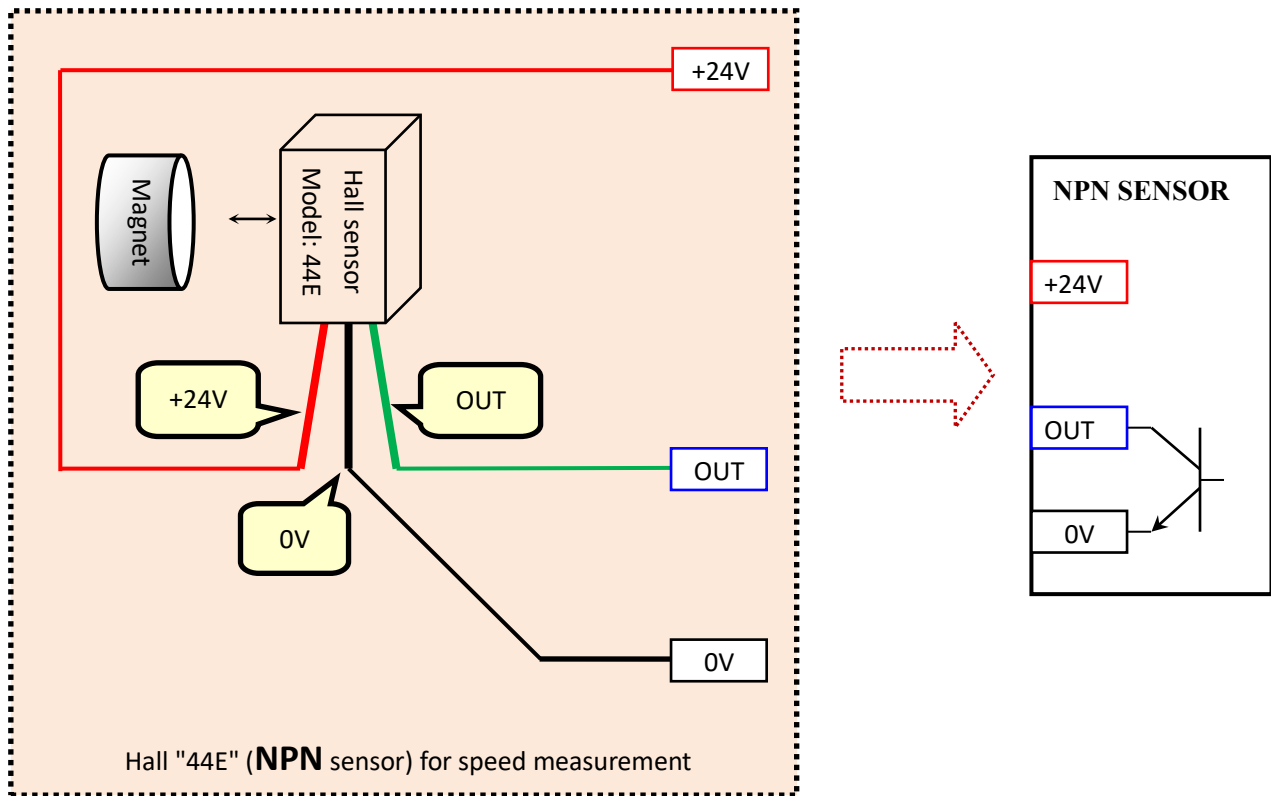 +24V
Magnet
Hall sensor
Model: 44E
+24V
OUT
OUT
0V
0V
Hall "44E" (NPN sensor) for speed measurement
NPN SENSOR
+24V
OUT
0V